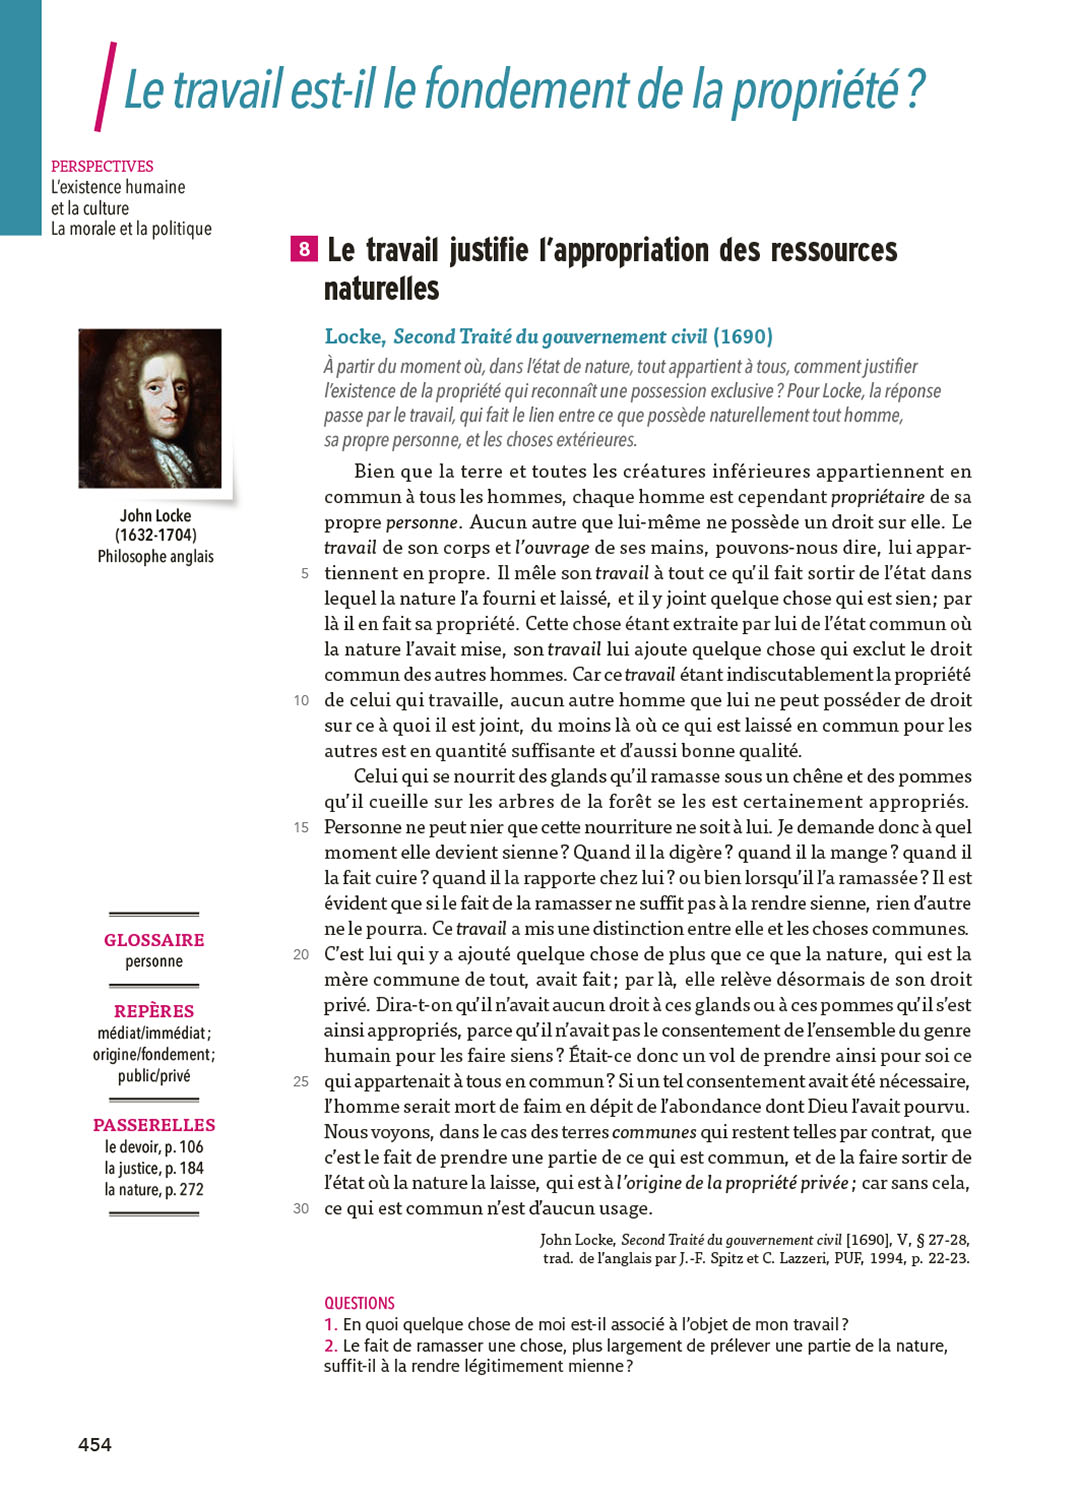 Le travail est-il le fondement de la propriété ?
PERSPECTIVES
L'existence humaine
et la culture
La morale et la politique
8 Le travail justifie l'appropriation des ressources
naturelles
Locke, Second Traité du gouvernement civil (1690)
À partir du moment où, dans l'état de nature, tout appartient à tous, comment justifier
l'existence de la propriété qui reconnaît une possession exclusive ? Pour Locke, la réponse
passe par le travail, qui fait le lien entre ce que possède naturellement tout homme,
sa propre personne, et les choses extérieures.
John Locke
(1632-1704)
Philosophe anglais
Bien que la terre et toutes les créatures inférieures appartiennent en
commun à tous les hommes, chaque homme est cependant propriétaire de sa
propre personne. Aucun autre que lui-même ne possède un droit sur elle. Le
travail de son corps et l'ouvrage de ses mains, pouvons-nous dire, lui appar-
5 tiennent en propre. Il mêle son travail à tout ce qu'il fait sortir de l'état dans
lequel la nature l'a fourni et laissé, et il y joint quelque chose qui est sien ; par
là il en fait sa propriété. Cette chose étant extraite par lui de l'état commun où
la nature l'avait mise, son travail lui ajoute quelque chose qui exclut le droit
commun des autres hommes. Car ce travail étant indiscutablement la propriété
10 de celui qui travaille, aucun autre homme que lui ne peut posséder de droit
sur ce à quoi il est joint, du moins là où ce qui est laissé en commun pour les
autres est en quantité suffisante et d'aussi bonne qualité.
Celui qui se nourrit des glands qu'il ramasse sous un chêne et des pommes
qu'il cueille sur les arbres de la forêt se les est certainement appropriés.
15 Personne ne peut nier que cette nourriture ne soit à lui. Je demande donc à quel
moment elle devient sienne ? Quand il la digère ? quand il la mange ? quand il
la fait cuire ? quand il la rapporte chez lui ? ou bien lorsqu'il l'a ramassée ? Il est
évident que si le fait de la ramasser ne suffit pas à la rendre sienne, rien d'autre
ne le pourra. Ce travail a mis une distinction entre elle et les choses communes.
20 C'est lui qui y a ajouté quelque chose de plus que ce que la nature, qui est la
mère commune de tout, avait fait ; par là, elle relève désormais de son droit
privé. Dira-t-on qu'il n'avait aucun droit à ces glands ou à ces pommes qu'il s'est
ainsi appropriés, parce qu'il n'avait pas le consentement de l'ensemble du genre
humain pour les faire siens ? Était-ce donc un vol de prendre ainsi pour soi ce
25 qui appartenait à tous en commun ? Si un tel consentement avait été nécessaire,
l'homme serait mort de faim en dépit de l'abondance dont Dieu l'avait pourvu.
Nous voyons, dans le cas des terres communes qui restent telles par contrat, que
c'est le fait de prendre une partie de ce qui est commun, et de la faire sortir de
l'état où la nature la laisse, qui est à l'origine de la propriété privée ; car sans cela,
30 ce qui est commun n'est d'aucun usage.
John Locke, Second Traité du gouvernement civil [1690], V, § 27-28,
trad. de l'anglais par J.-F. Spitz et C. Lazzeri, PUF, 1994, p. 22-23.
GLOSSAIRE
personne
REPÈRES
médiat/immédiat ;
origine/fondement ;
public/privé
PASSERELLES
le devoir, p. 106
la justice, p. 184
la nature, p. 272
QUESTIONS
1. En quoi quelque chose de moi est-il associé à l'objet de mon travail ?
2. Le fait de ramasser une chose, plus largement de prélever une partie de la nature,
suffit-il à la rendre légitimement mienne ?
454